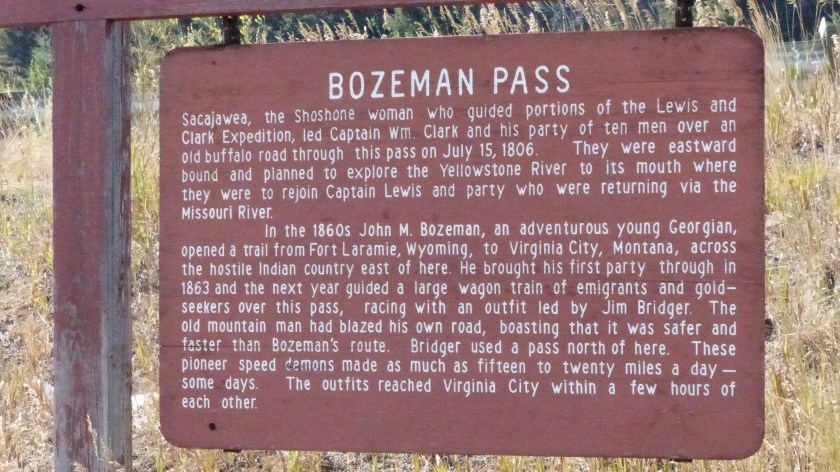 BOZEMAN PASS
Sacajawea, the Shoshone woman who guided portions of the Lewis and
Clark Expedition, led Captain Wm. Clark and his party of ten men over an
old buffalo road through this pass on July 15, 1806. They were eastward
bound and planned to explore the Yellowstone River to its mouth where
they were to rejoin Captain Lewis and party who were returning via the
Missouri River.
In the 1860s John M. Bozeman, an adventurous young Georgian,
opened a trail from Fort Laramie, Wyoming, to Virginia City, Montana, across
the hostile Indian country east of here. He brought his first party through in
1863 and the next year guided a large wagon train of emigrants and gold-
seekers over this pass, racing with an outfit led by Jim Bridger. The
old mountain man had blazed his own road, boasting that it was safer and
faster than Bozeman's route. Bridger used a pass north of here. These
pioneer speed demons made as much as fifteen to twenty miles a day —
some days. The outfits reached Virginia City within a few hours of
each other.